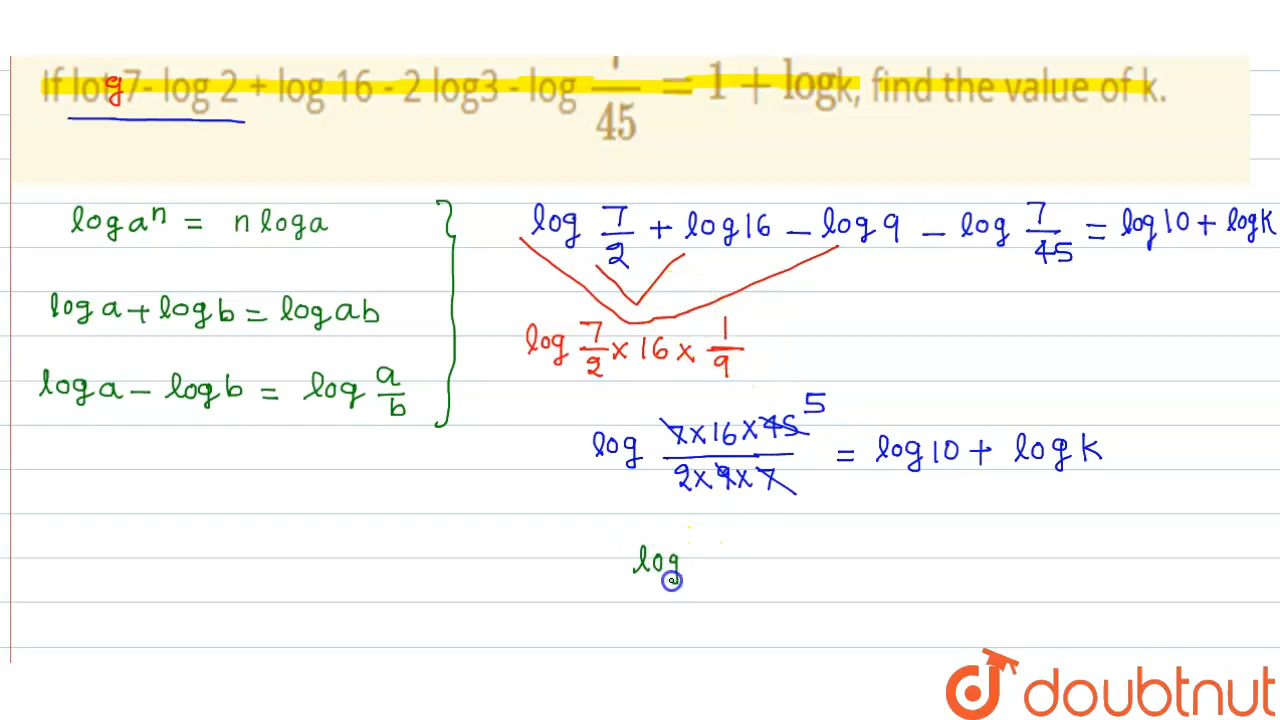 If log 7- log 2 + log 16 - 2 log3 - log 7/45 = 1 + logk, find the value of k.
log aⁿ = n log a
log a + log b = log ab
log a - log b = log a/b
log 7/2 + log 16 - log 9 - log 7/45 = log 10 + log k
log 7/2 × 16 × 1/9
log 7×16×45 5 / 2×9×7 = log 10 + log k
log
doubtnut